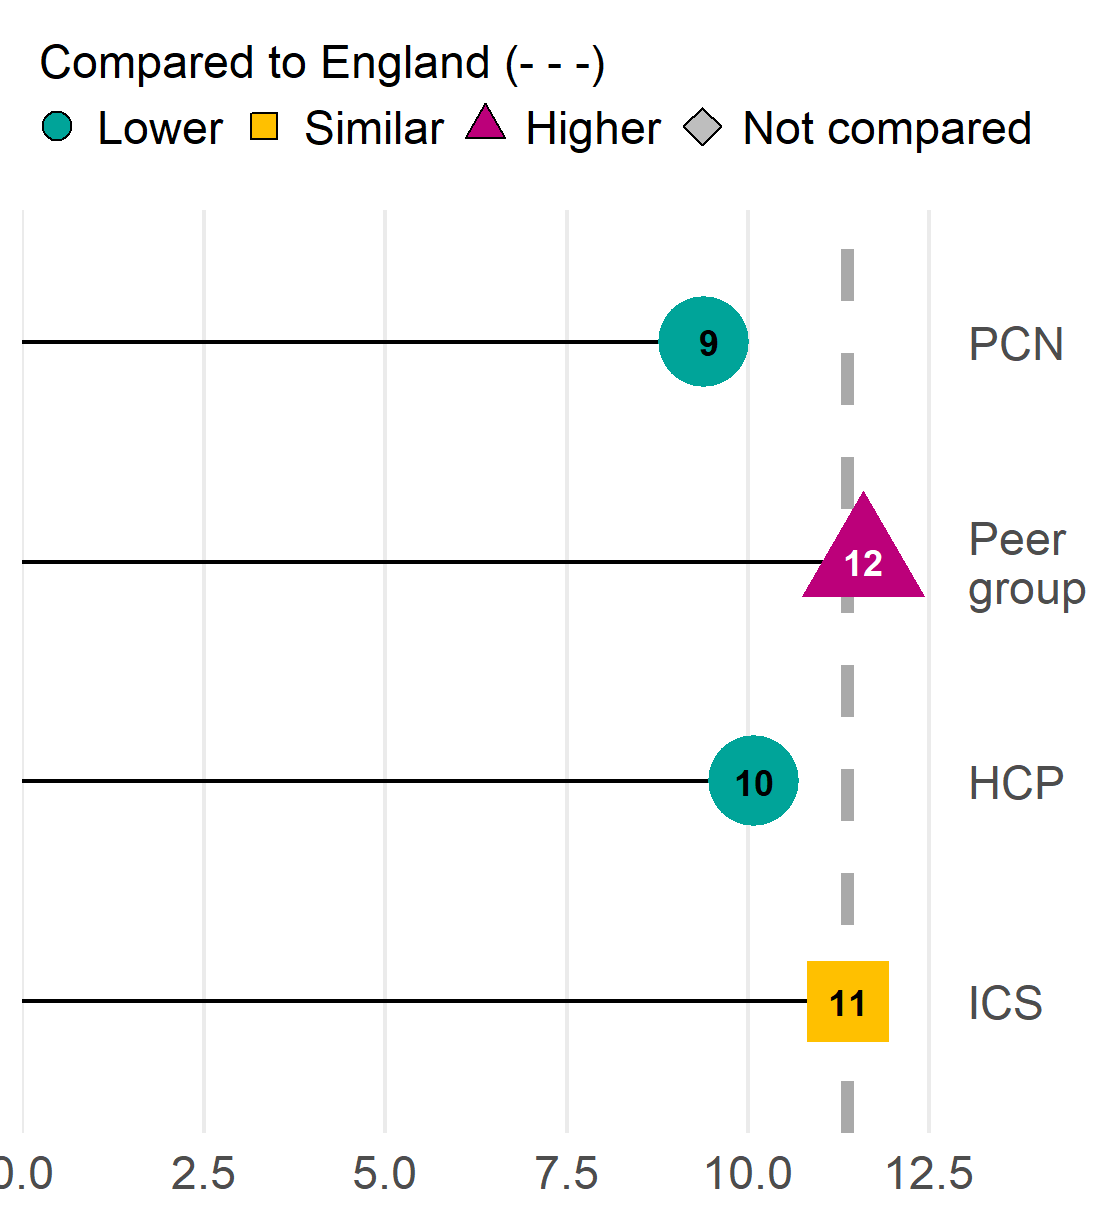 Compared to England (- - -)
Lower Similar Higher Not compared
9 PCN
12 Peer
group
10 HCP
11 ICS
0.0 2.5 5.0 7.5 10.0 12.5